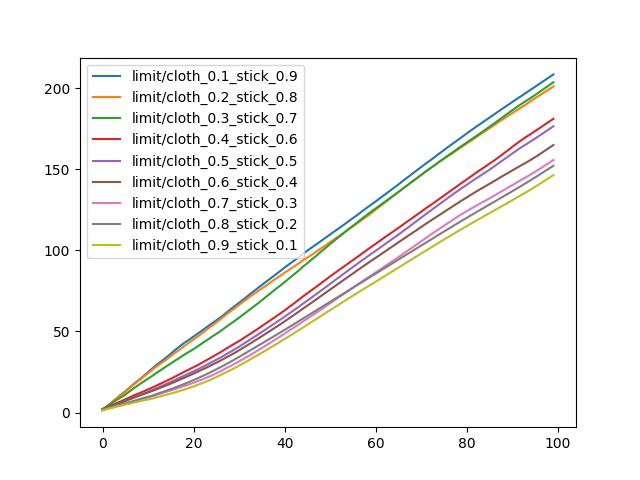 limit/cloth_0.1_stick_0.9
limit/cloth_0.2_stick_0.8
limit/cloth_0.3_stick_0.7
limit/cloth_0.4_stick_0.6
limit/cloth_0.5_stick_0.5
limit/cloth_0.6_stick_0.4
limit/cloth_0.7_stick_0.3
limit/cloth_0.8_stick_0.2
limit/cloth_0.9_stick_0.1
200
150
100
50
0
0 20 40 60 80 100